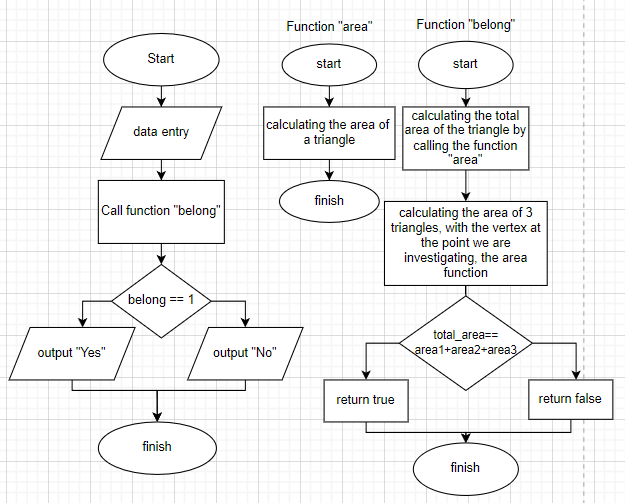 Function "area"
Function "belong"
Start
start
start
data entry
calculating the area of
a triangle
calculating the total
area of the triangle by
calling the function
"area"
Call function "belong"
finish
calculating the area of 3
triangles, with the vertex at
the point we are
investigating, the area
function
belong == 1
output "Yes"
output "No"
total_area==
area1+area2+area3
return true
return false
finish
finish